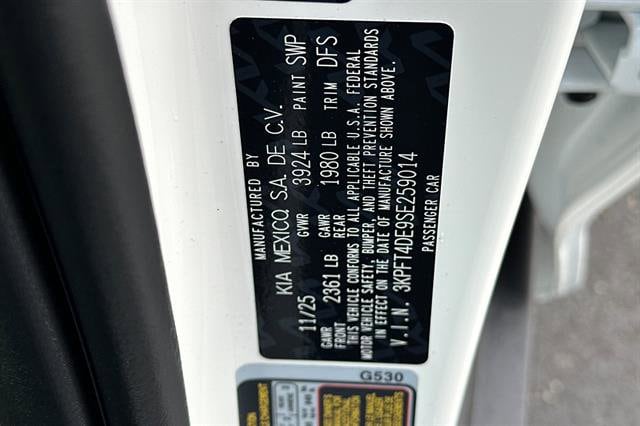 MANUFACTURED BY
KIA MEXICO, S.A. DE C.V.
11/25 GVWR 3924 LB PAINT SWP
GAWR FRONT 2361 LB GAWR REAR 1980 LB TRIM DFS
THIS VEHICLE CONFORMS TO ALL APPLICABLE U.S.A. FEDERAL
MOTOR VEHICLE SAFETY, BUMPER, AND THEFT PREVENTION STANDARDS
IN EFFECT ON THE DATE OF MANUFACTURE SHOWN ABOVE.
V.I.N. 3KPFT4DE9SE259014
PASSENGER CAR
G530